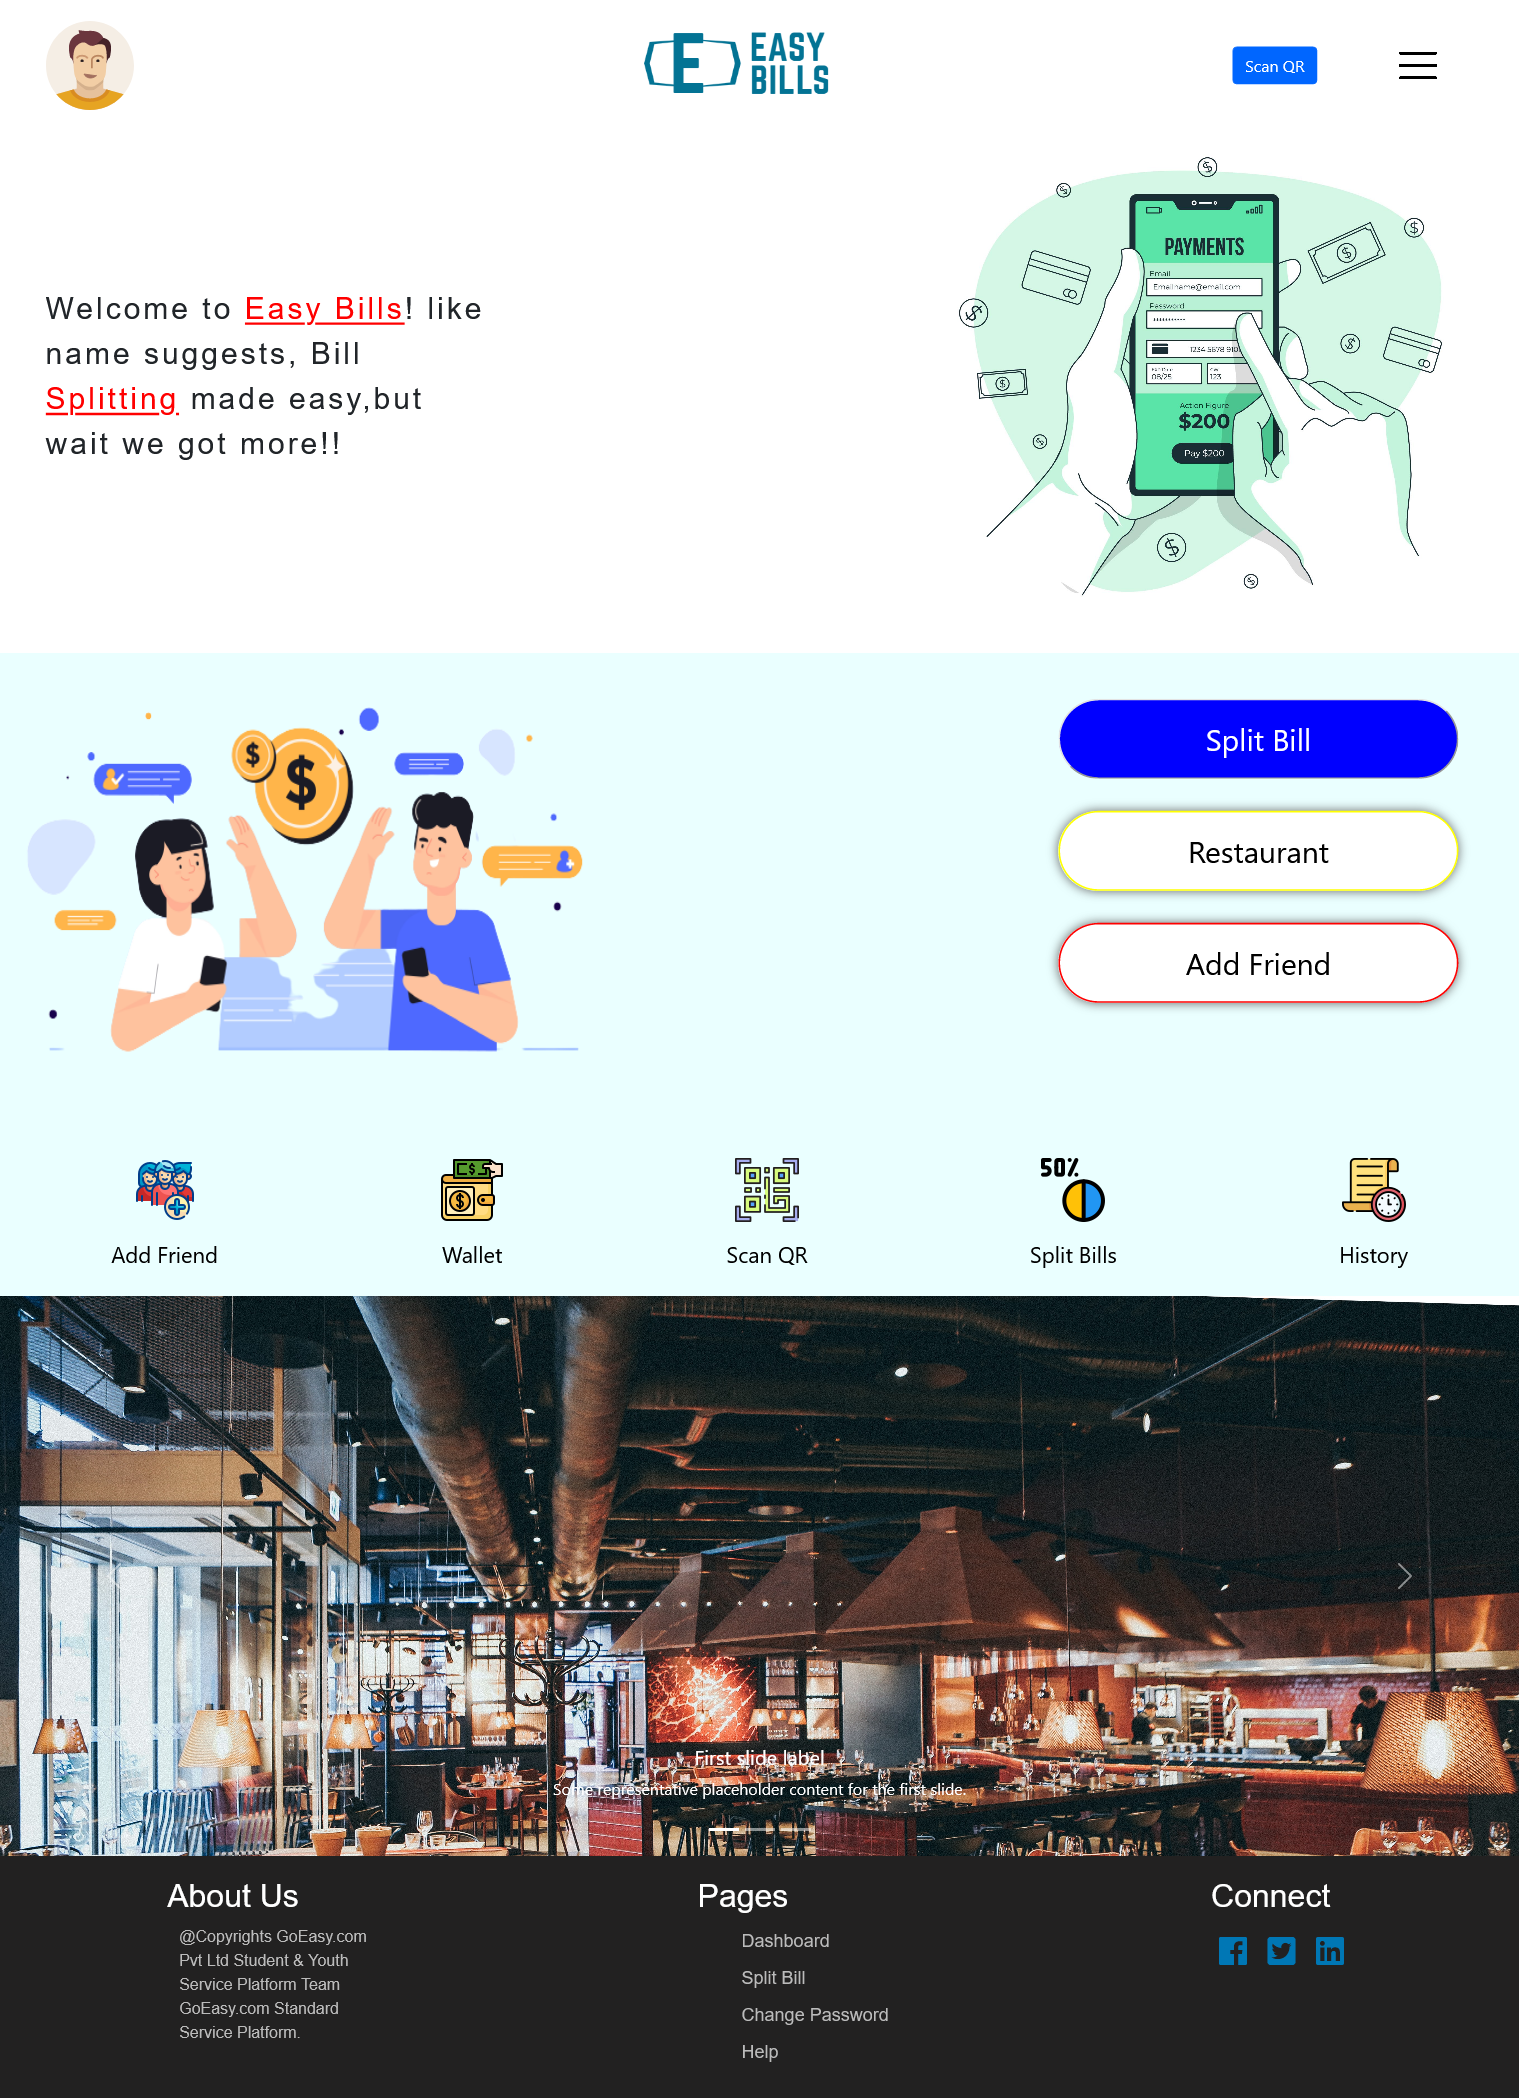 EASY
BILLS
Scan QR
Welcome to Easy Bills! like
name suggests, Bill
Splitting made easy,but
wait we got more!!
PAYMENTS
Email
Emailname@email.com
Password
***********
1234 5678 910
08/25
123
Action Figure
$200
Pay $200
Split Bill
Restaurant
Add Friend
50%
Add Friend
Wallet
Scan QR
Split Bills
History
First slide label
Some representative placeholder content for the first slide.
About Us
@Copyrights GoEasy.com
Pvt Ltd Student & Youth
Service Platform Team
GoEasy.com Standard
Service Platform.
Pages
Dashboard
Split Bill
Change Password
Help
Connect